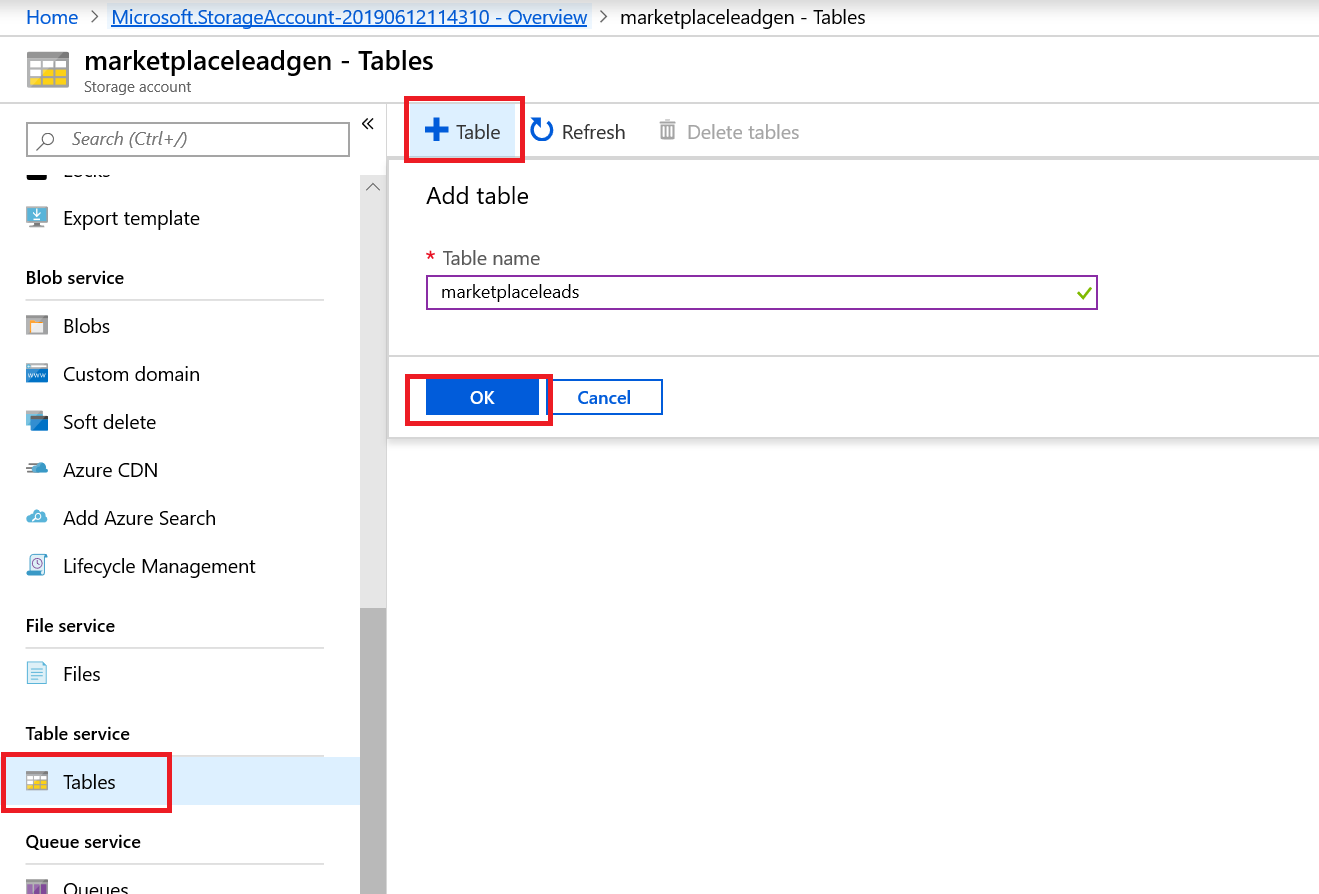 Home > Microsoft.StorageAccount-20190612114310 - Overview > marketplaceleadgen - Tables
marketplaceleadgen - Tables
Storage account
Search (Ctrl+/)
«
Locks
Export template
Blob service
Blobs
Custom domain
Soft delete
Azure CDN
Add Azure Search
Lifecycle Management
File service
Files
Table service
Tables
Queue service
Queues
Table Refresh Delete tables
Add table
* Table name
marketplaceleads
OK Cancel